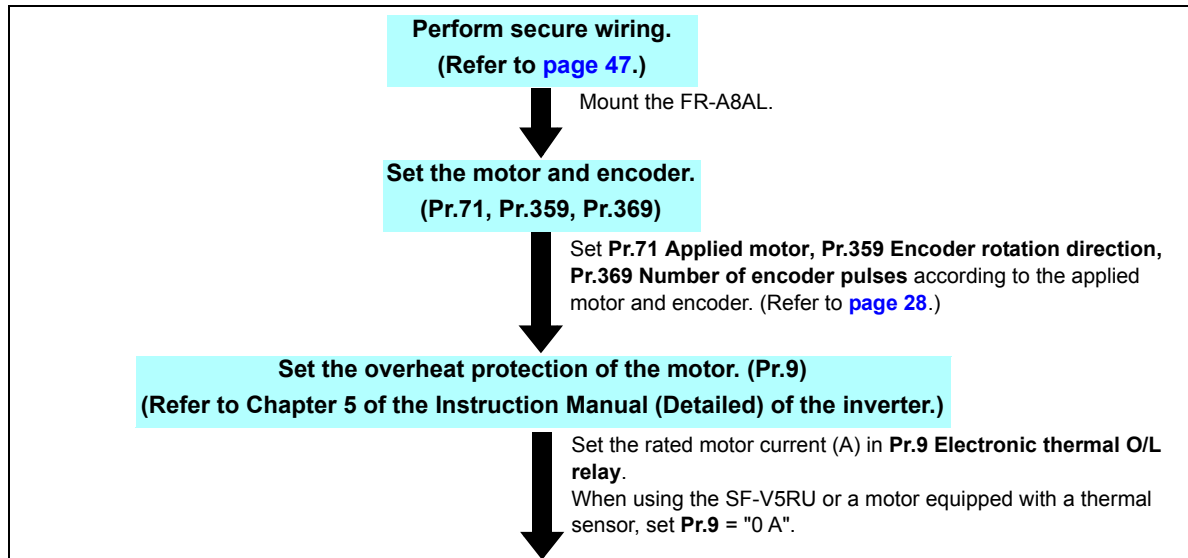 Perform secure wiring.
(Refer to page 47.)
Mount the FR-A8AL.
Set the motor and encoder.
(Pr.71, Pr.359, Pr.369)
Set Pr.71 Applied motor, Pr.359 Encoder rotation direction,
Pr.369 Number of encoder pulses according to the applied
motor and encoder. (Refer to page 28.)
Set the overheat protection of the motor. (Pr.9)
(Refer to Chapter 5 of the Instruction Manual (Detailed) of the inverter.)
Set the rated motor current (A) in Pr.9 Electronic thermal O/L
relay.
When using the SF-V5RU or a motor equipped with a thermal
sensor, set Pr.9 = "0 A".